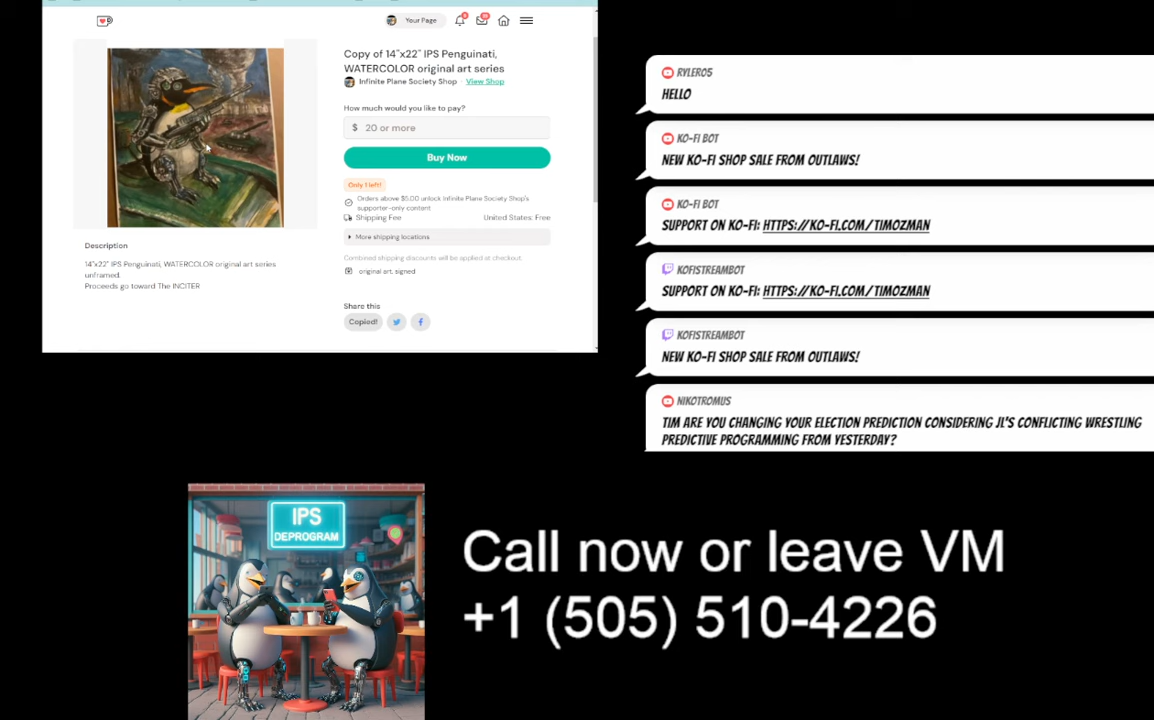 Your Page
Copy of 14"x22" IPS Penguinati,
WATERCOLOR original art series
Infinite Plane Society Shop · View Shop
How much would you like to pay?
$ 20 or more
Buy Now
Only 1 left!
Orders above $5.00 unlock Infinite Plane Society Shop's
supporter-only content
Shipping Fee United States: Free
More shipping locations
Combined shipping discounts will be applied at checkout.
original art, signed
Share this
Copied!
Description
14"x22" IPS Penguinati, WATERCOLOR original art series
unframed.
Proceeds go toward The INCITER
RYLER05
HELLO
KO-FI BOT
NEW KO-FI SHOP SALE FROM OUTLAWS!
KO-FI BOT
SUPPORT ON KO-FI: HTTPS://KO-FI.COM/TIMOZMAN
KOFISTREAMBOT
SUPPORT ON KO-FI: HTTPS://KO-FI.COM/TIMOZMAN
KOFISTREAMBOT
NEW KO-FI SHOP SALE FROM OUTLAWS!
NIKOTROMUS
TIM ARE YOU CHANGING YOUR ELECTION PREDICTION CONSIDERING JL'S CONFLICTING WRESTLING
PREDICTIVE PROGRAMMING FROM YESTERDAY?
IPS
DEPROGRAM
Call now or leave VM
+1 (505) 510-4226